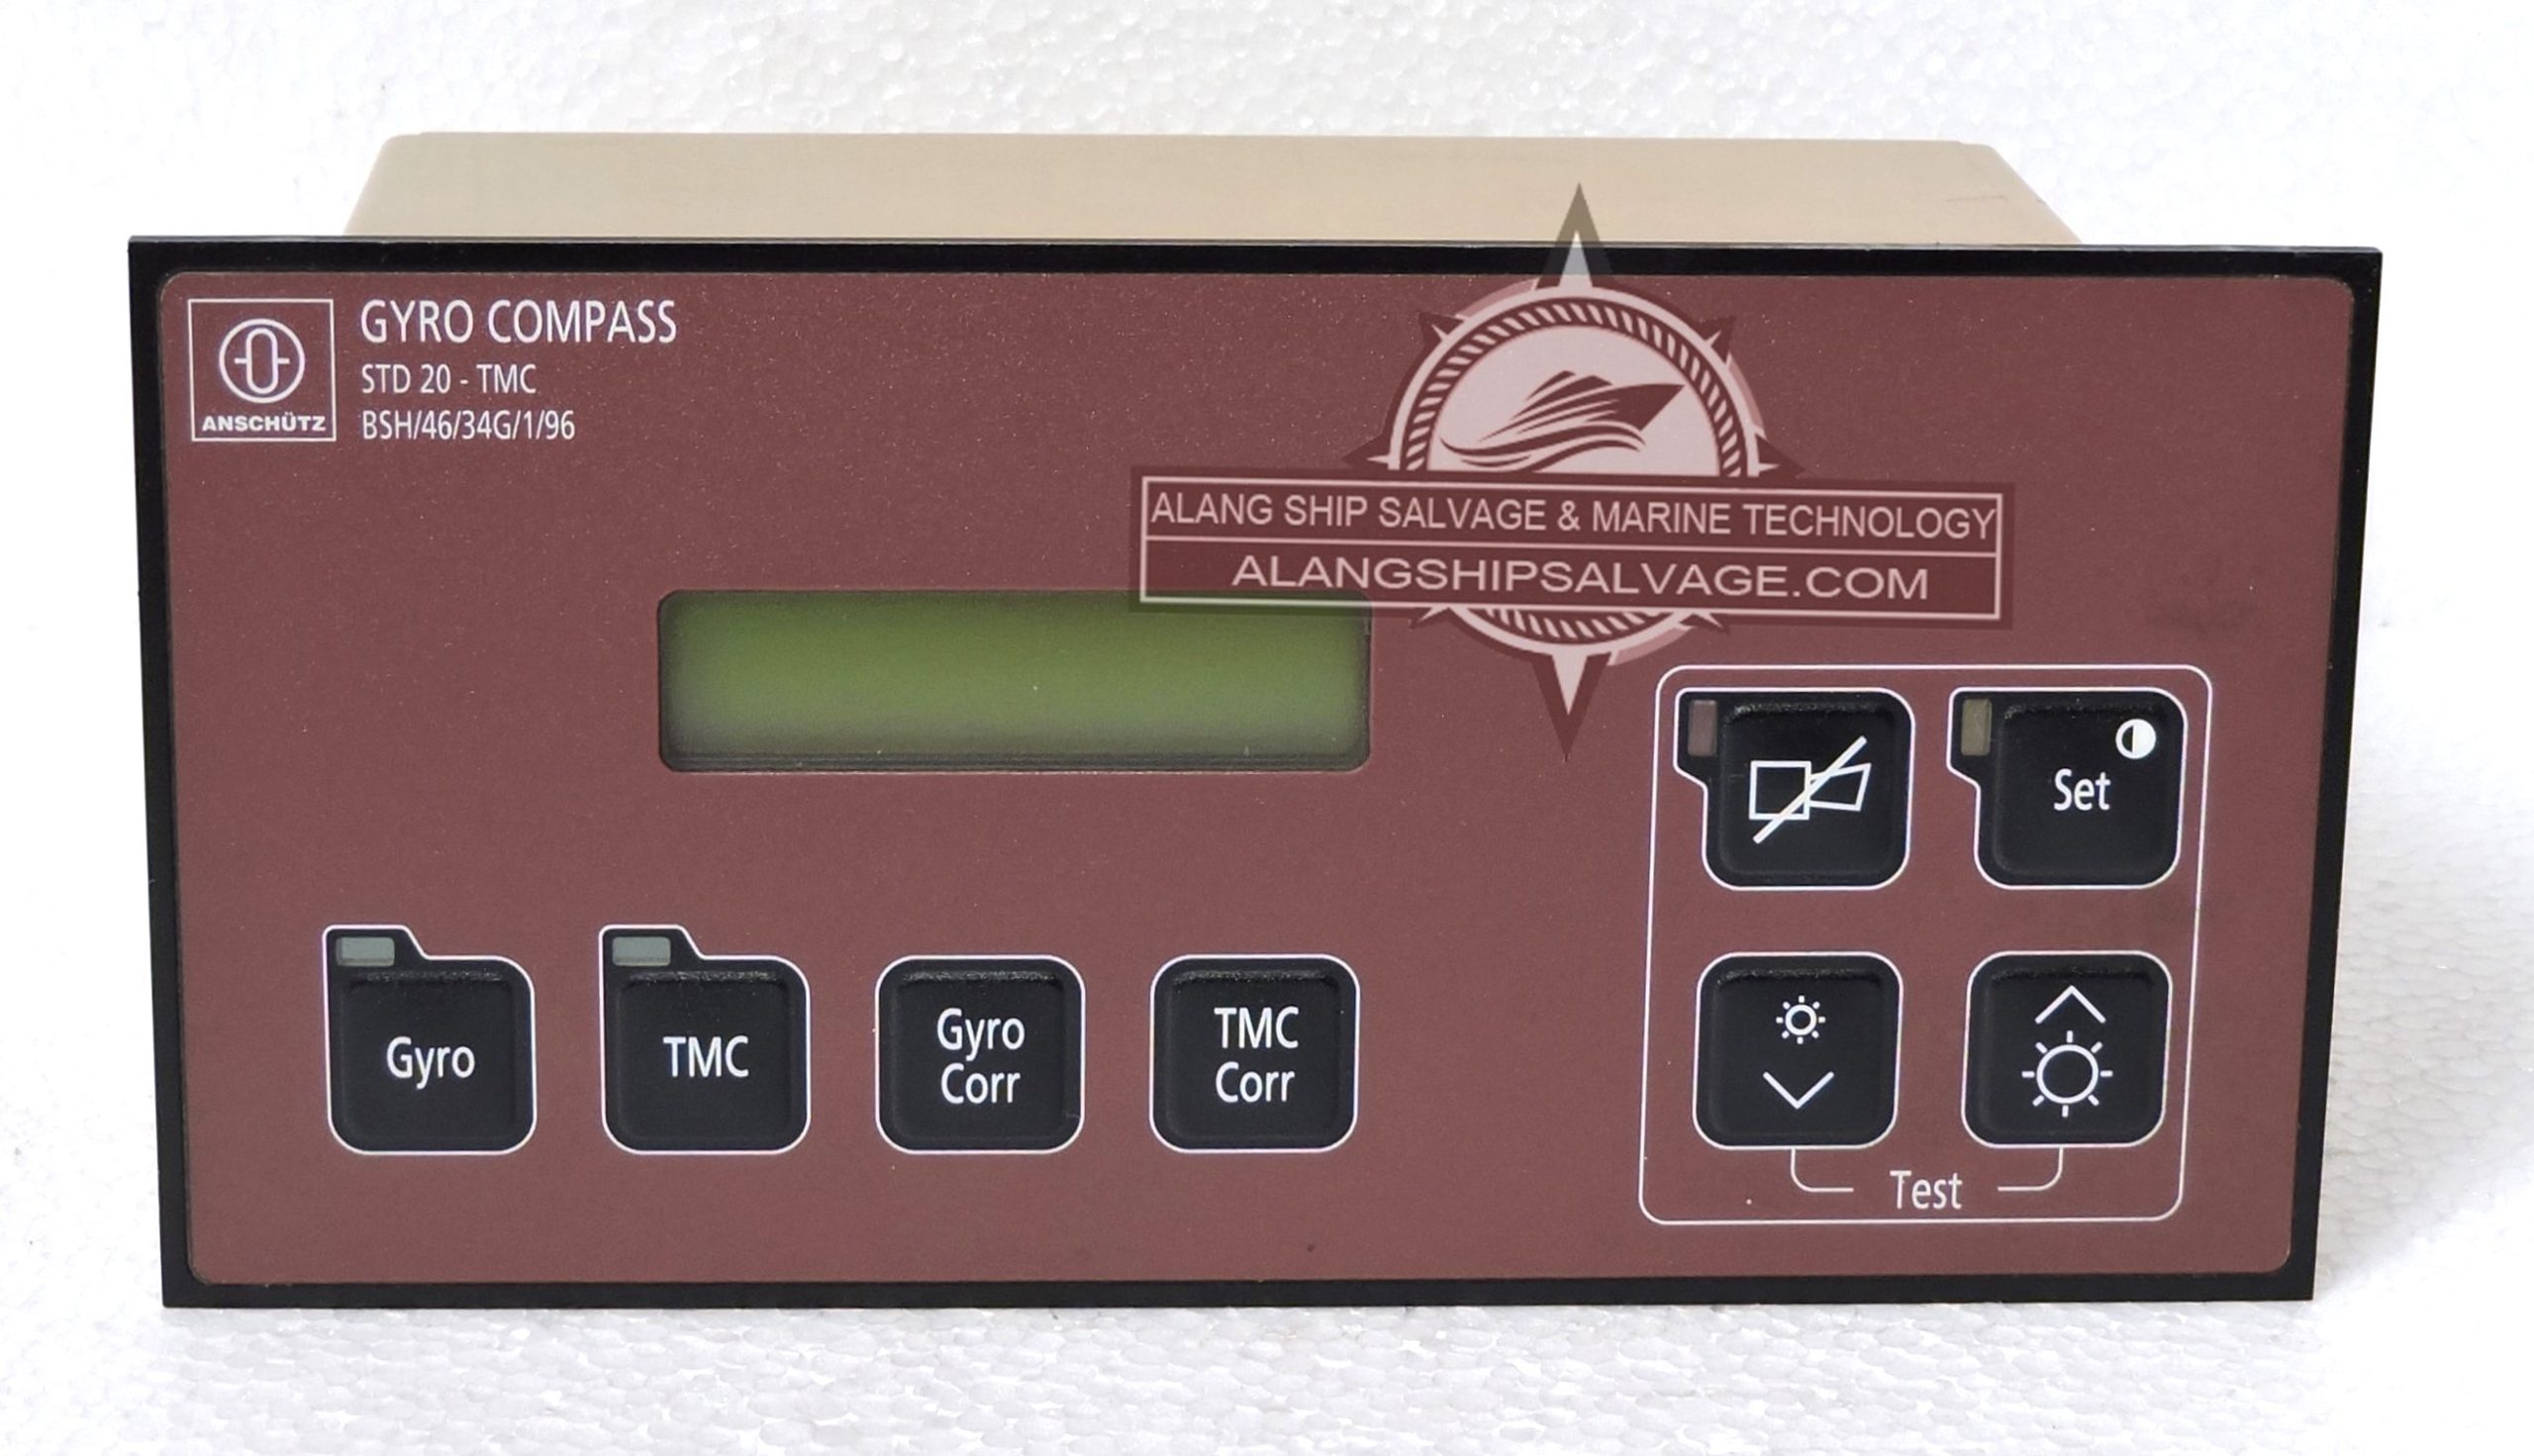 GYRO COMPASS
STD 20 - TMC
BSH/46/34G/1/96
ANSCHÜTZ
ALANG SHIP SALVAGE & MARINE TECHNOLOGY
ALANGSHIPSALVAGE.COM
Set
Gyro
TMC
Gyro
Corr
TMC
Corr
Test